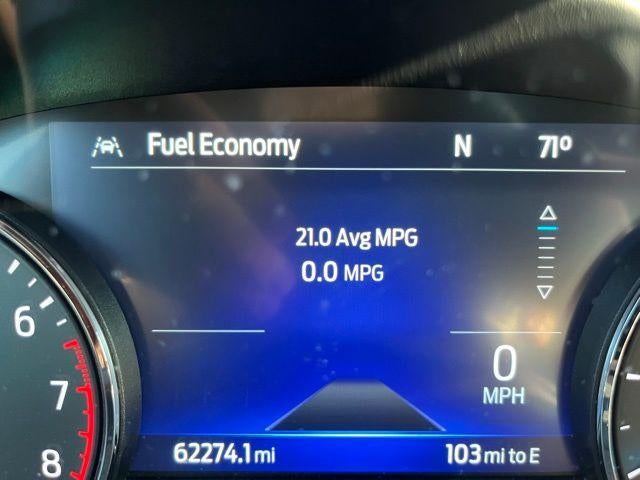 Fuel Economy N 71º
21.0 Avg MPG
0.0 MPG
6
7
8
0
MPH
62274.1 mi 103 mi to E